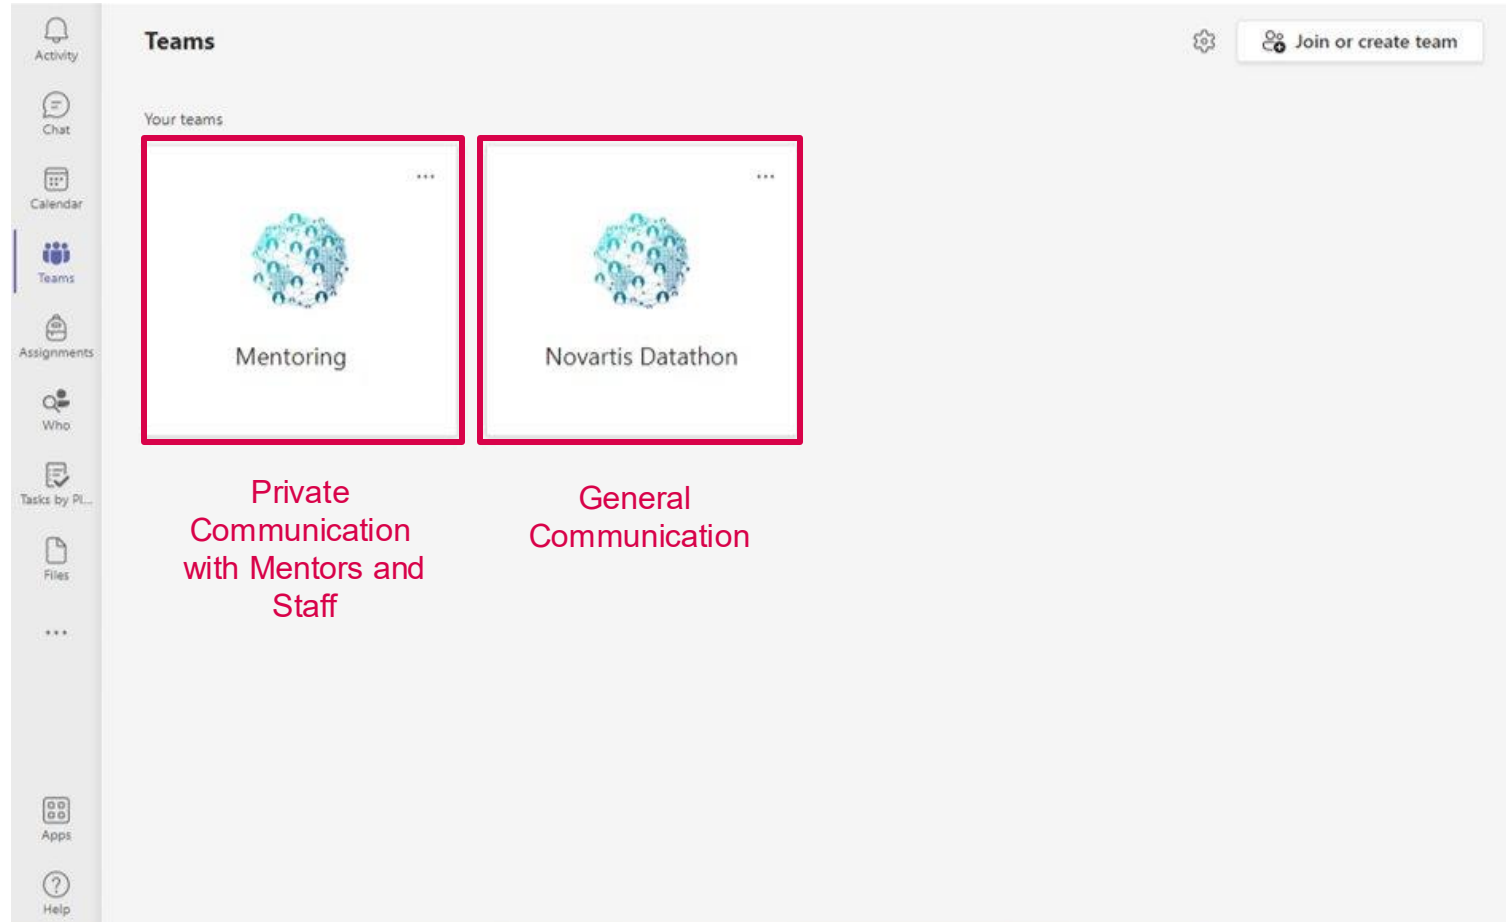 Activity
Chat
Calendar
Teams
Assignments
Who
Tasks by Pl...
Files
Apps
Help
Teams
Join or create team
Your teams
Mentoring
Novartis Datathon
Private
Communication
with Mentors and
Staff
General
Communication